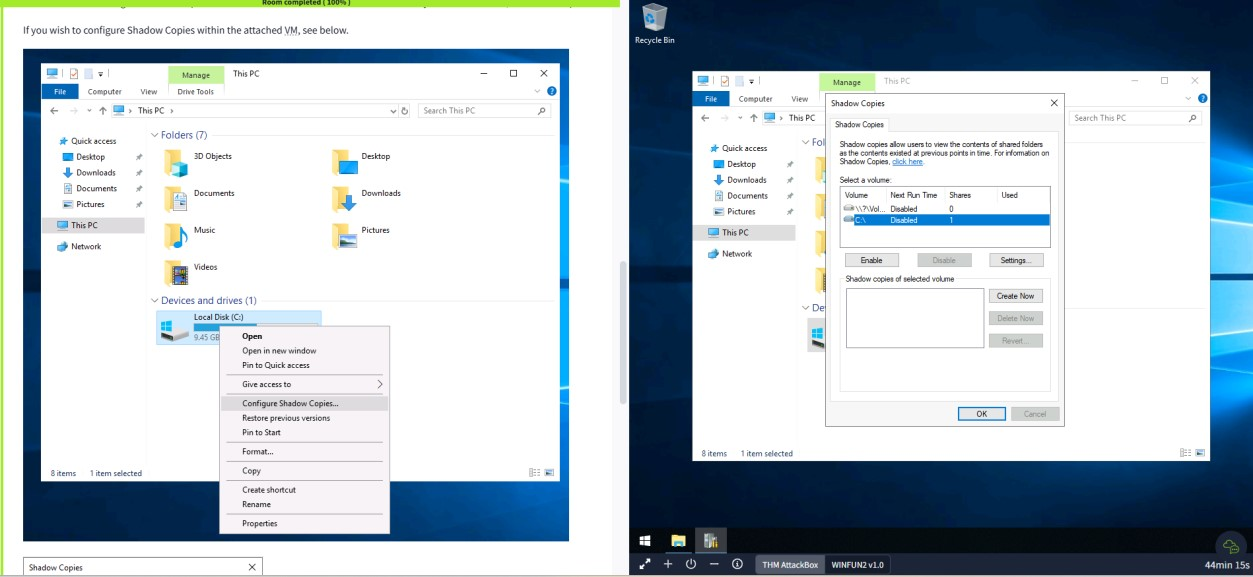 Room completed ( 100% )
If you wish to configure Shadow Copies within the attached VM, see below.
Manage This PC
File Computer View Drive Tools
This PC
Search This PC
Quick access
Desktop
Downloads
Documents
Pictures
This PC
Network
Folders (7)
3D Objects
Desktop
Documents
Downloads
Music
Pictures
Videos
Devices and drives (1)
Local Disk (C:)
9.45 GB
Open
Open in new window
Pin to Quick access
Give access to
Configure Shadow Copies...
Restore previous versions
Pin to Start
Format...
Copy
Create shortcut
Rename
Properties
8 items 1 item selected
Shadow Copies
Recycle Bin
Manage This PC
File Computer View
This PC
Search This PC
Quick access
Desktop
Downloads
Documents
Pictures
This PC
Network
Fol
De
Shadow Copies
Shadow Copies
Shadow copies allow users to view the contents of shared folders
as the contents existed at previous points in time. For information on
Shadow Copies, click here.
Select a volume:
Volume Next Run Time Shares Used
\\?\Vol... Disabled 0
C:\ Disabled 1
Enable Disable Settings...
Shadow copies of selected volume
Create Now
Delete Now
Revert...
OK Cancel
8 items 1 item selected
THM AttackBox WINFUN2 v1.0
44min 15s